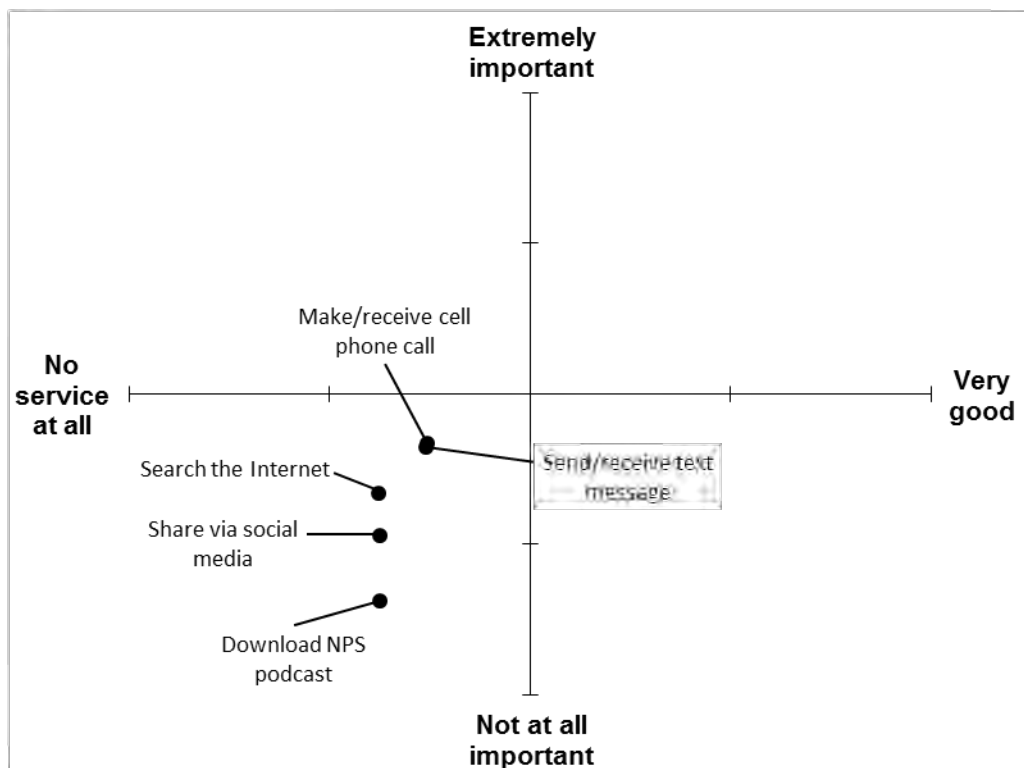 Extremely
important
Make/receive cell
phone call
No
service
at all
Very
good
Send/receive text
message
Search the Internet
Share via social
media
Download NPS
podcast
Not at all
important